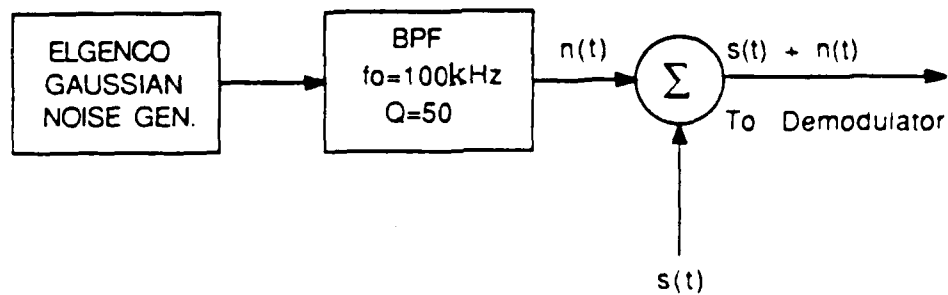 ELGENCO
GAUSSIAN
NOISE GEN.
BPF
fo=100kHz
Q=50
n(t)
Σ
s(t) + n(t)
To Demodulator
s(t)